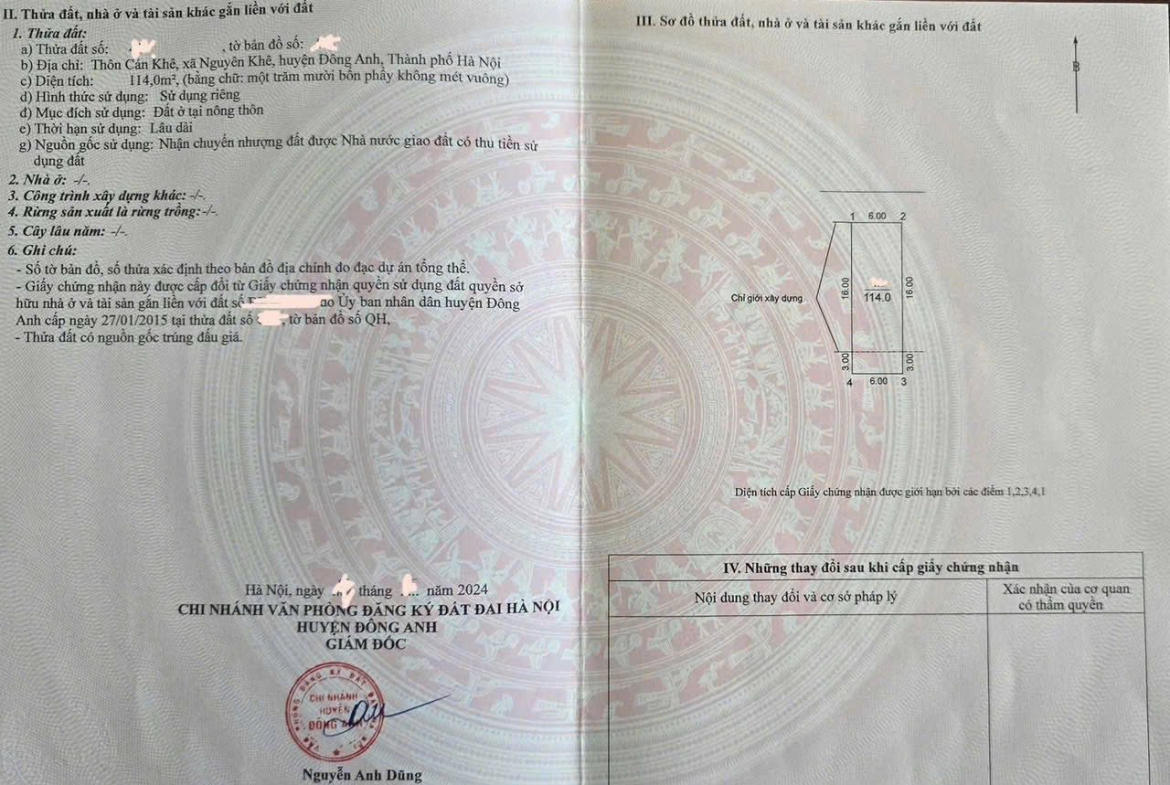 II. Thửa đất, nhà ở và tài sản khác gắn liền với đất
1. Thửa đất:
a) Thửa đất số: , tờ bản đồ số:
b) Địa chỉ: Thôn Cán Khê, xã Nguyên Khê, huyện Đông Anh, Thành phố Hà Nội
c) Diện tích: 114,0m², (bằng chữ: một trăm mười bốn phẩy không mét vuông)
d) Hình thức sử dụng: Sử dụng riêng
đ) Mục đích sử dụng: Đất ở tại nông thôn
e) Thời hạn sử dụng: Lâu dài
g) Nguồn gốc sử dụng: Nhận chuyển nhượng đất được Nhà nước giao đất có thu tiền sử
dụng đất
2. Nhà ở: -/-.
3. Công trình xây dựng khác: -/-.
4. Rừng sản xuất là rừng trồng: -/-.
5. Cây lâu năm: -/-.
6. Ghi chú:
- Số tờ bản đồ, số thửa xác định theo bản đồ địa chính đo đạc dự án tổng thể.
- Giấy chứng nhận này được cấp đổi từ Giấy chứng nhận quyền sử dụng đất quyền sở
hữu nhà ở và tài sản gắn liền với đất số ao Ủy ban nhân dân huyện Đông
Anh cấp ngày 27/01/2015 tại thửa đất số , tờ bản đồ số QH,
- Thửa đất có nguồn gốc trúng đấu giá.
Hà Nội, ngày tháng năm 2024
CHI NHÁNH VĂN PHÒNG ĐĂNG KÝ ĐẤT ĐAI HÀ NỘI
HUYỆN ĐÔNG ANH
GIÁM ĐỐC
CHI NHÁNH
HUYỆN
ĐÔNG ANH
Nguyễn Anh Dũng
III. Sơ đồ thửa đất, nhà ở và tài sản khác gắn liền với đất
B
1 6.00 2
16.00 16.00
114.0
Chỉ giới xây dựng
3.00 3.00
4 6.00 3
Diện tích cấp Giấy chứng nhận được giới hạn bởi các điểm 1,2,3,4,1
IV. Những thay đổi sau khi cấp giấy chứng nhận
Nội dung thay đổi và cơ sở pháp lý
Xác nhận của cơ quan
có thẩm quyền